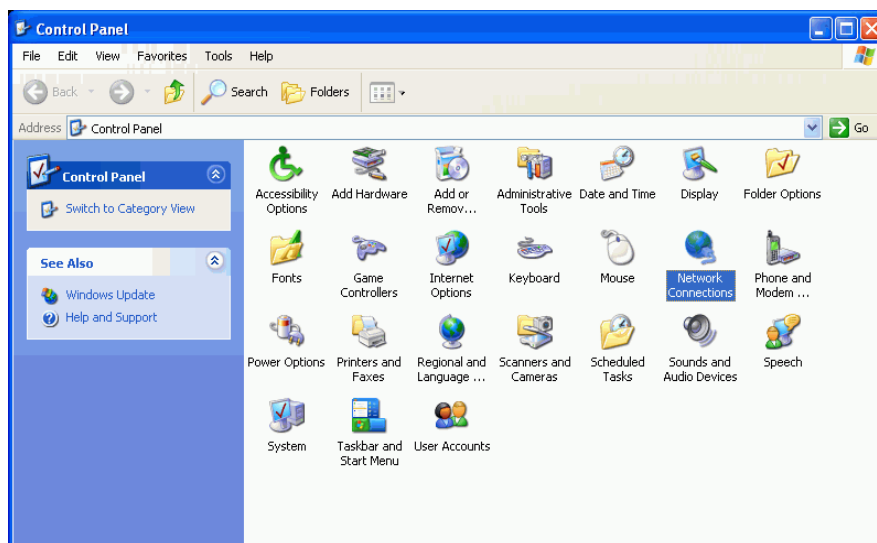 Control Panel
File Edit View Favorites Tools Help
Back Search Folders
Address Control Panel Go
Control Panel
Switch to Category View
See Also
Windows Update
Help and Support
Accessibility Options
Add Hardware
Add or Remov...
Administrative Tools
Date and Time
Display
Folder Options
Fonts
Game Controllers
Internet Options
Keyboard
Mouse
Network Connections
Phone and Modem ...
Power Options
Printers and Faxes
Regional and Language ...
Scanners and Cameras
Scheduled Tasks
Sounds and Audio Devices
Speech
System
Taskbar and Start Menu
User Accounts